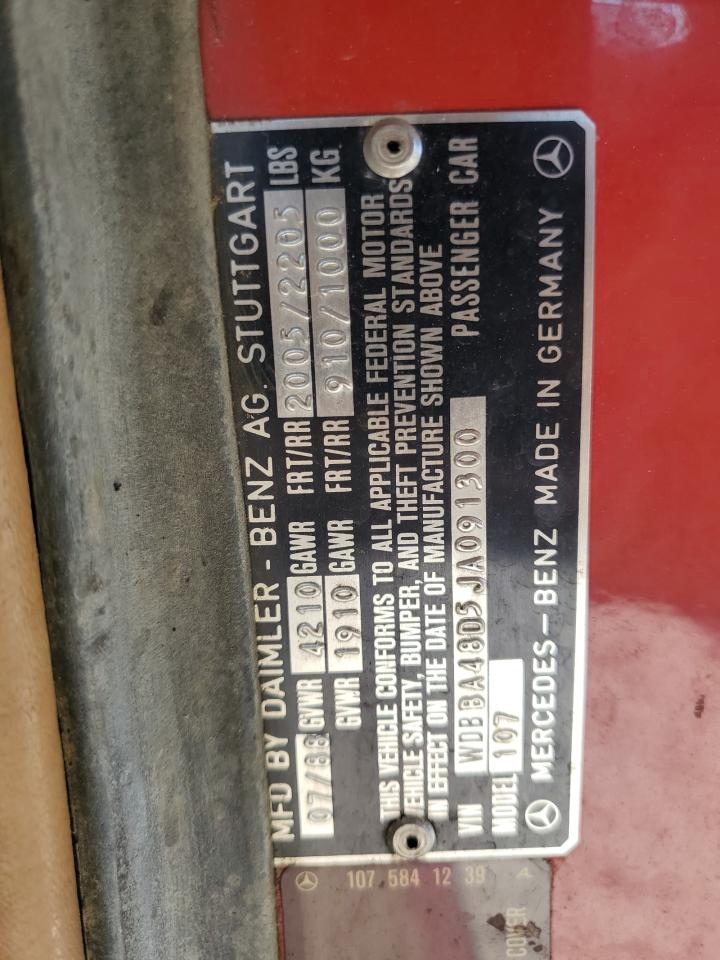 MFD BY DAIMLER - BENZ AG. STUTTGART
07/88 GVWR 4210 GAWR FRT/RR 2005/2205 LBS
GVWR 1910 GAWR FRT/RR 910/1000 KG
THIS VEHICLE CONFORMS TO ALL APPLICABLE FEDERAL MOTOR
VEHICLE SAFETY, BUMPER, AND THEFT PREVENTION STANDARDS
IN EFFECT ON THE DATE OF MANUFACTURE SHOWN ABOVE
VIN WDBBA48D5JA091300 PASSENGER CAR
MODEL 107
MERCEDES-BENZ MADE IN GERMANY
107 584 12 39
COVER